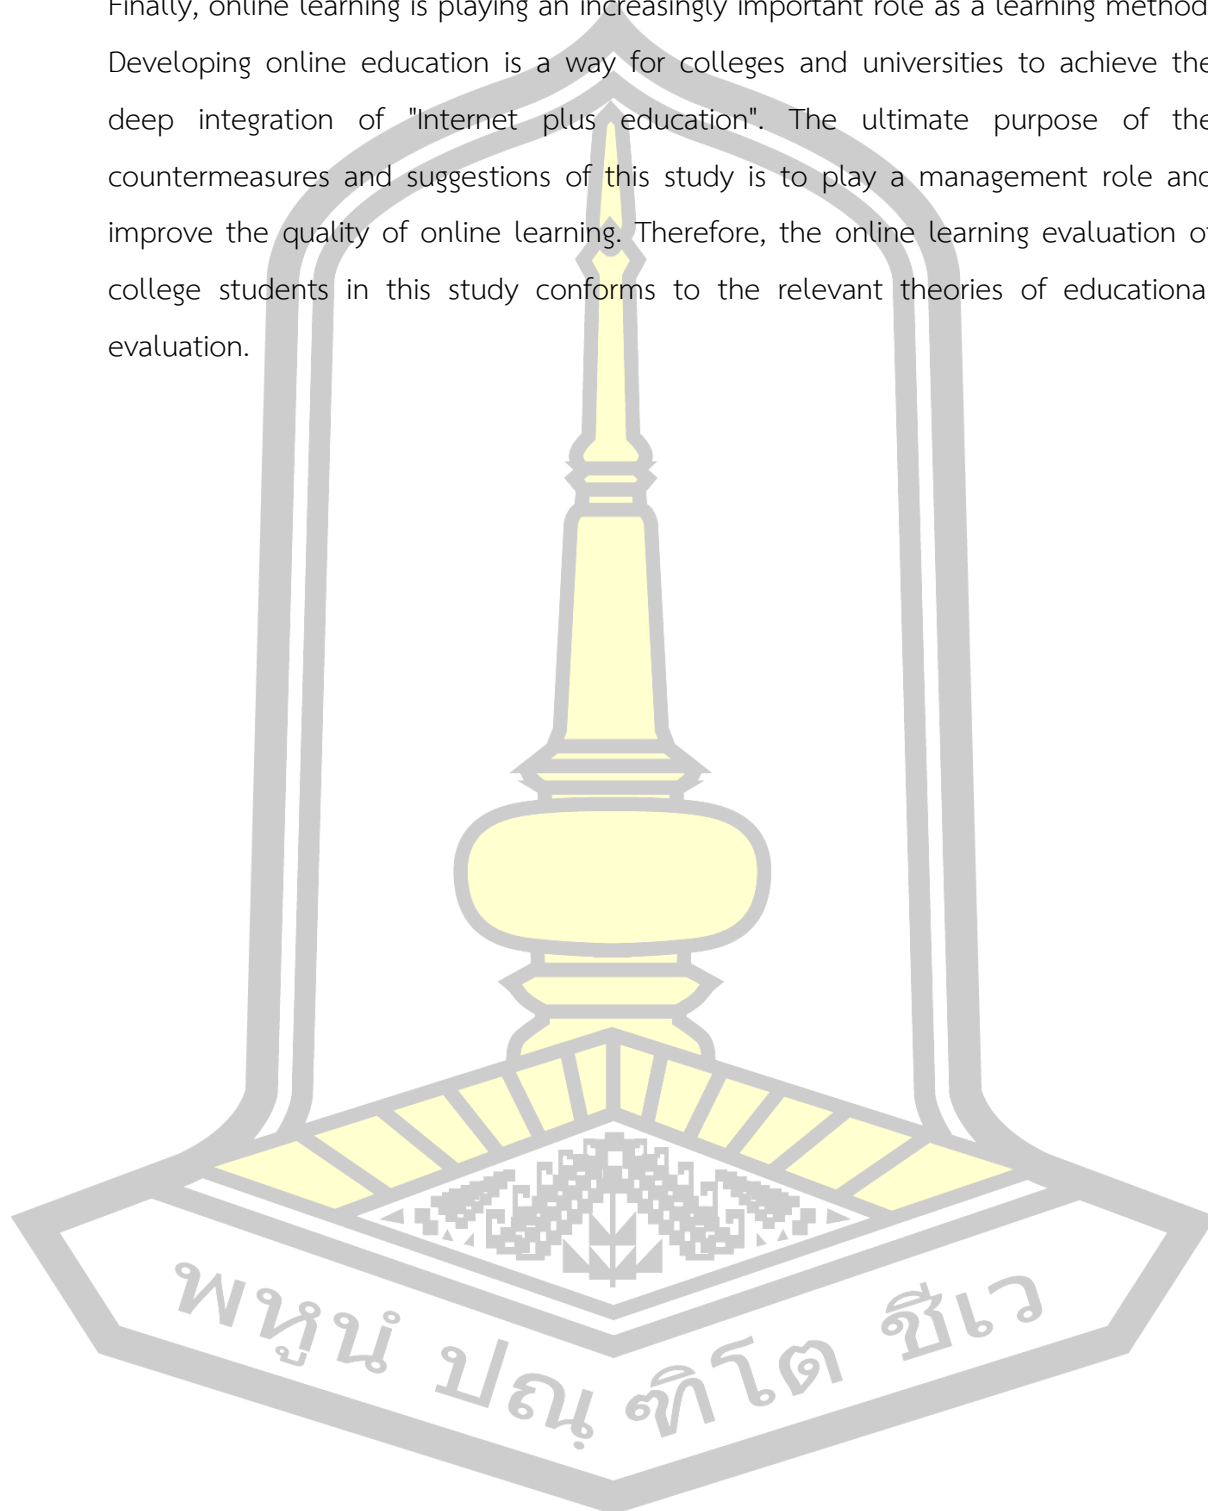 Finally, online learning is playing an increasingly important role as a learning method
Developing online education is a way for colleges and universities to achieve the
deep integration of "Internet plus education". The ultimate purpose of the
countermeasures and suggestions of this study is to play a management role and
improve the quality of online learning. Therefore, the online learning evaluation of
college students in this study conforms to the relevant theories of educational
evaluation.
พหูนํ ปณฺฑิโต ชีเว